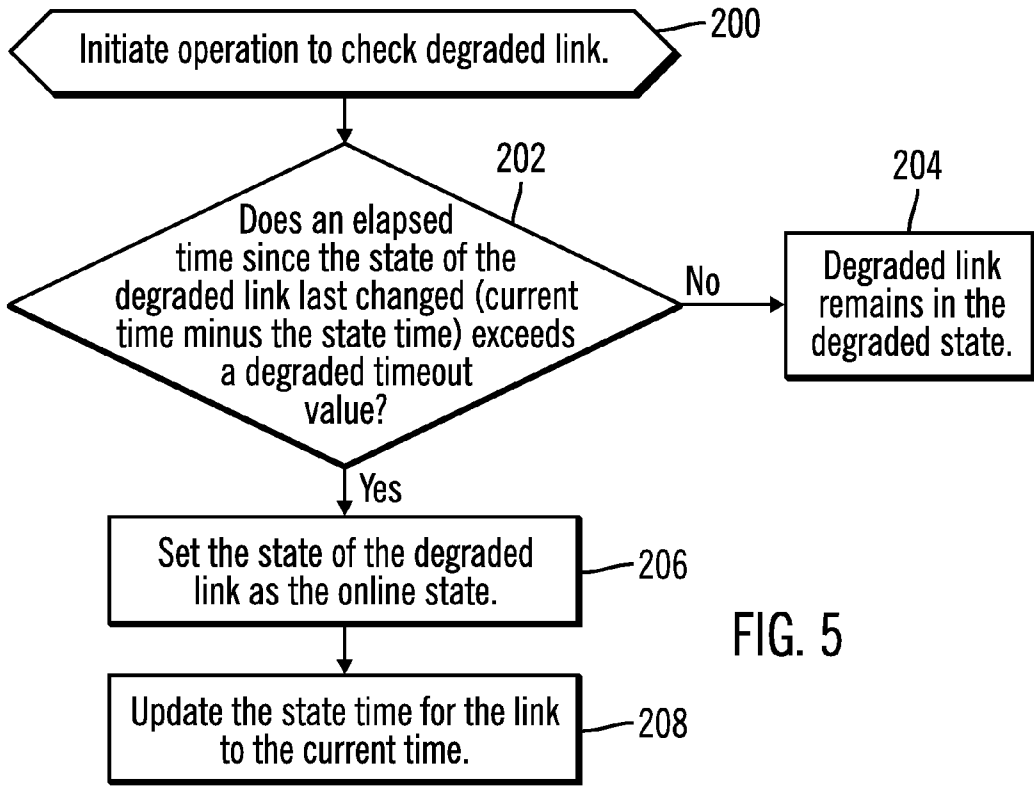 200
Initiate operation to check degraded link.
202
Does an elapsed
time since the state of the
degraded link last changed (current
time minus the state time) exceeds
a degraded timeout
value?
No
204
Degraded link
remains in the
degraded state.
Yes
Set the state of the degraded
link as the online state.
206
FIG. 5
Update the state time for the link
to the current time.
208